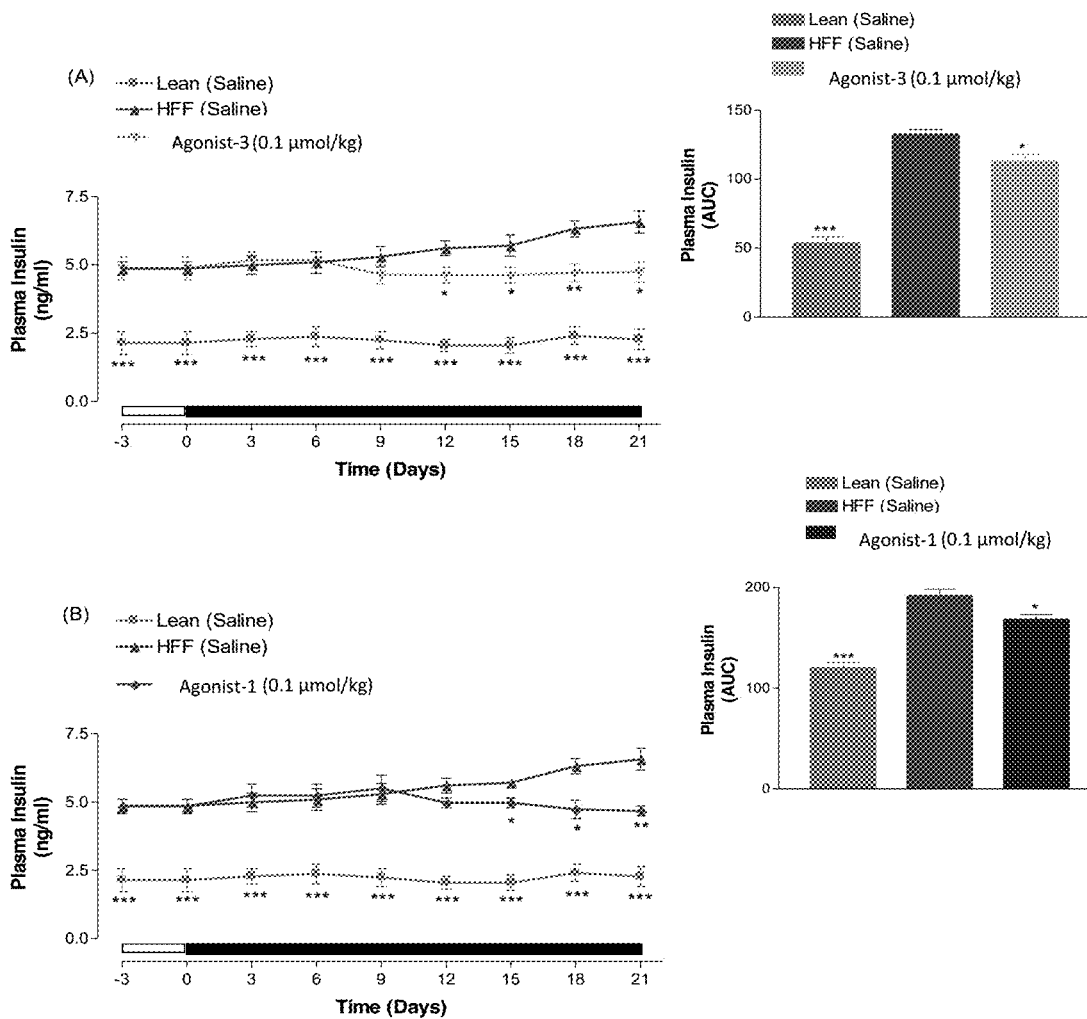 (A)
Lean (Saline)
HFF (Saline)
Agonist-3 (0.1 µmol/kg)
Plasma Insulin
(ng/ml)
7.5
5.0
2.5
0.0
* * ** *
*** *** *** *** *** *** *** *** ***
-3 0 3 6 9 12 15 18 21
Time (Days)
Lean (Saline)
HFF (Saline)
Agonist-3 (0.1 µmol/kg)
Plasma Insulin
(AUC)
150
100
50
0
*** *
(B)
Lean (Saline)
HFF (Saline)
Agonist-1 (0.1 µmol/kg)
Plasma Insulin
(ng/ml)
7.5
5.0
2.5
0.0
* * **
*** *** *** *** *** *** *** *** ***
-3 0 3 6 9 12 15 18 21
Time (Days)
Lean (Saline)
HFF (Saline)
Agonist-1 (0.1 µmol/kg)
Plasma Insulin
(AUC)
200
100
0
*** *